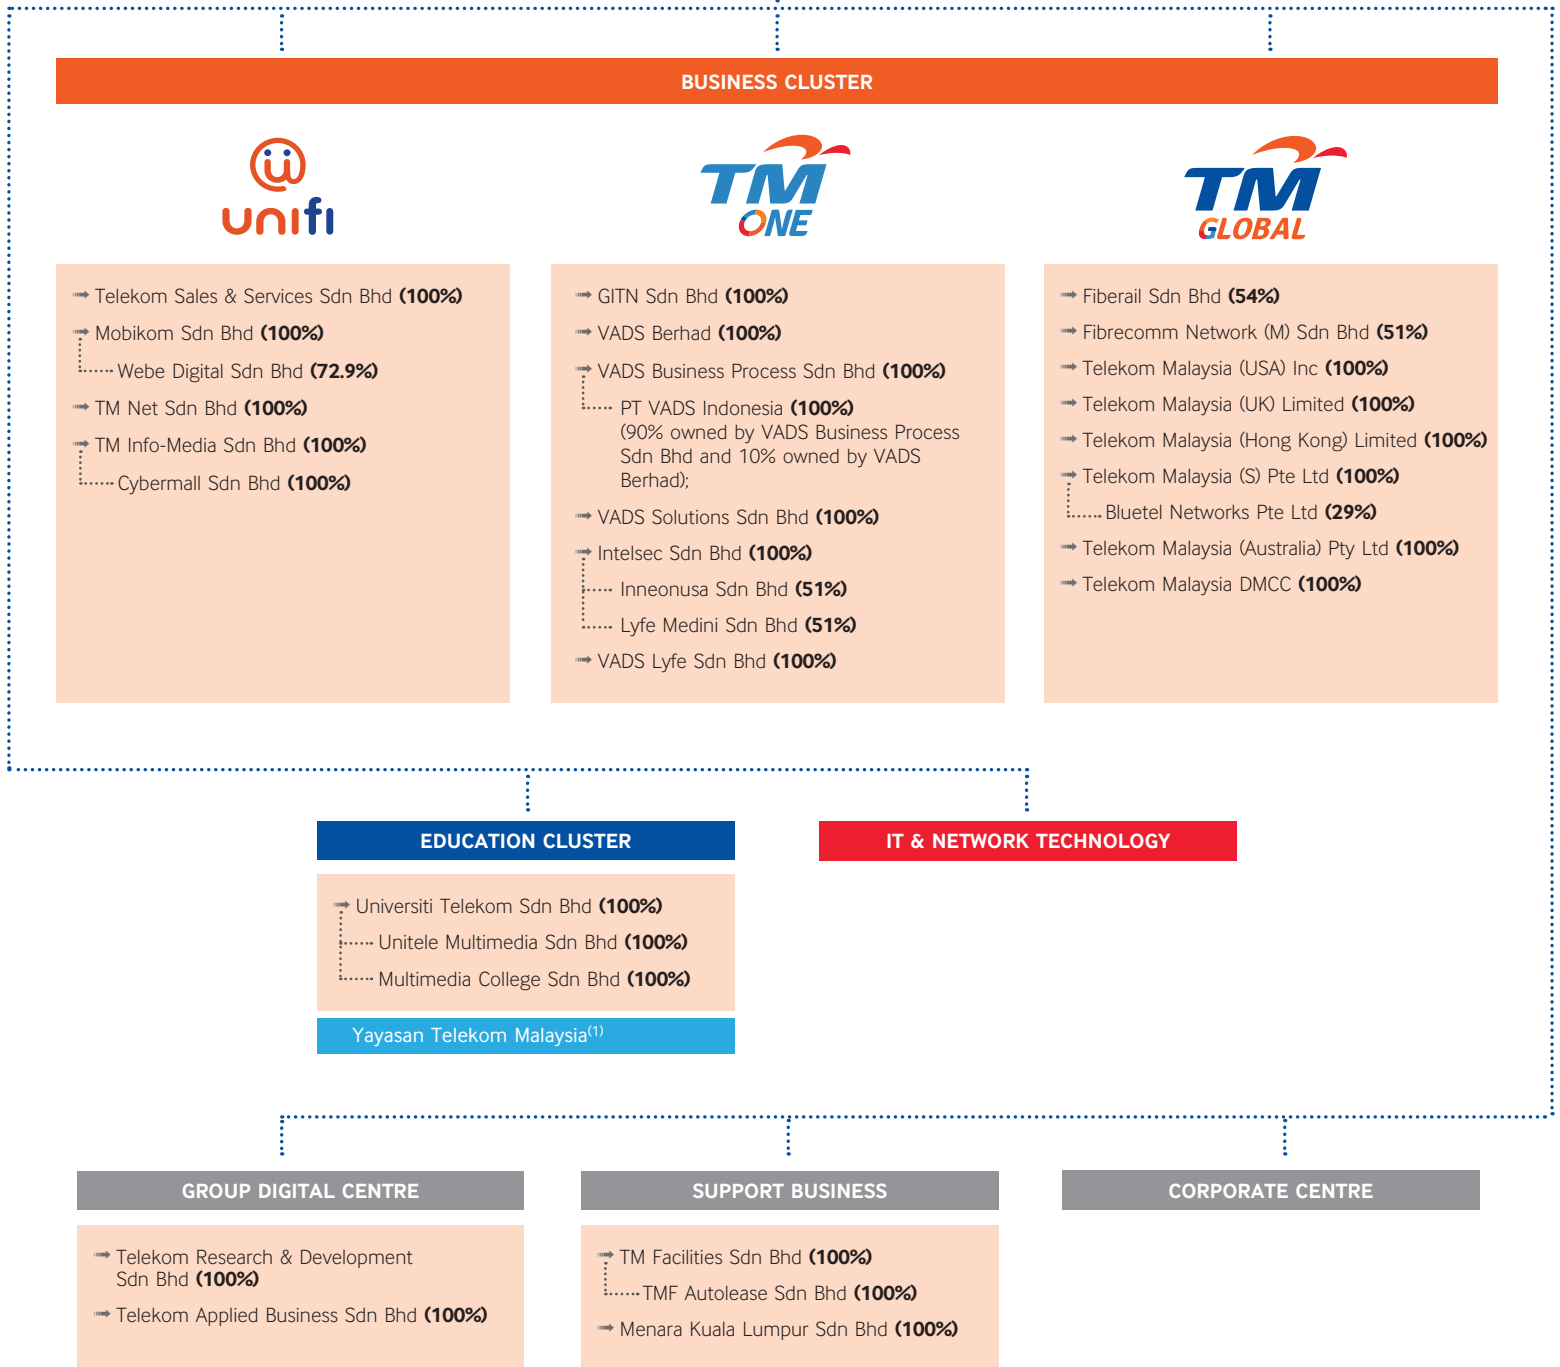 BUSINESS CLUSTER
unifi
TM
ONE
TM
GLOBAL
Telekom Sales & Services Sdn Bhd (100%)
Mobikom Sdn Bhd (100%)
Webe Digital Sdn Bhd (72.9%)
TM Net Sdn Bhd (100%)
TM Info-Media Sdn Bhd (100%)
Cybermall Sdn Bhd (100%)
GITN Sdn Bhd (100%)
VADS Berhad (100%)
VADS Business Process Sdn Bhd (100%)
PT VADS Indonesia (100%)
(90% owned by VADS Business Process
Sdn Bhd and 10% owned by VADS
Berhad);
VADS Solutions Sdn Bhd (100%)
Intelsec Sdn Bhd (100%)
Inneonusa Sdn Bhd (51%)
Lyfe Medini Sdn Bhd (51%)
VADS Lyfe Sdn Bhd (100%)
Fiberail Sdn Bhd (54%)
Fibrecomm Network (M) Sdn Bhd (51%)
Telekom Malaysia (USA) Inc (100%)
Telekom Malaysia (UK) Limited (100%)
Telekom Malaysia (Hong Kong) Limited (100%)
Telekom Malaysia (S) Pte Ltd (100%)
Bluetel Networks Pte Ltd (29%)
Telekom Malaysia (Australia) Pty Ltd (100%)
Telekom Malaysia DMCC (100%)
EDUCATION CLUSTER
Universiti Telekom Sdn Bhd (100%)
Unitele Multimedia Sdn Bhd (100%)
Multimedia College Sdn Bhd (100%)
Yayasan Telekom Malaysia(1)
IT & NETWORK TECHNOLOGY
GROUP DIGITAL CENTRE
Telekom Research & Development
Sdn Bhd (100%)
Telekom Applied Business Sdn Bhd (100%)
SUPPORT BUSINESS
TM Facilities Sdn Bhd (100%)
TMF Autolease Sdn Bhd (100%)
Menara Kuala Lumpur Sdn Bhd (100%)
CORPORATE CENTRE